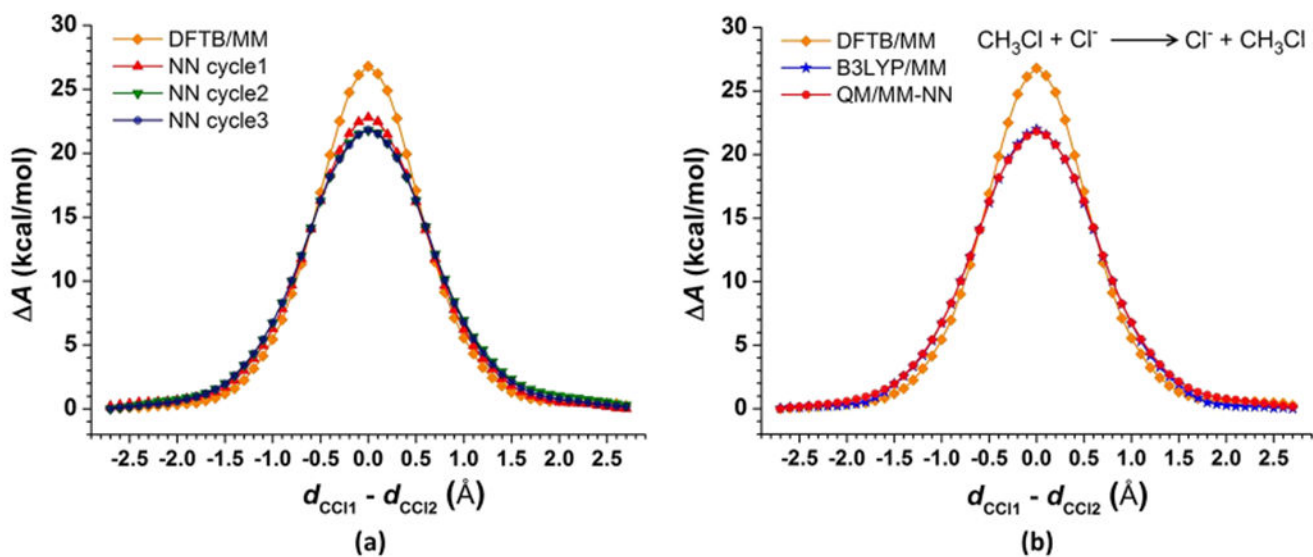 30
25
20
15
10
5
0
ΔA (kcal/mol)
DFTB/MM
NN cycle1
NN cycle2
NN cycle3
-2.5 -2.0 -1.5 -1.0 -0.5 0.0 0.5 1.0 1.5 2.0 2.5
dCCl1 - dCCl2 (Å)
(a)
30
25
20
15
10
5
0
ΔA (kcal/mol)
DFTB/MM
B3LYP/MM
QM/MM-NN
CH₃Cl + Cl⁻ ⟶ Cl⁻ + CH₃Cl
-2.5 -2.0 -1.5 -1.0 -0.5 0.0 0.5 1.0 1.5 2.0 2.5
dCCl1 - dCCl2 (Å)
(b)